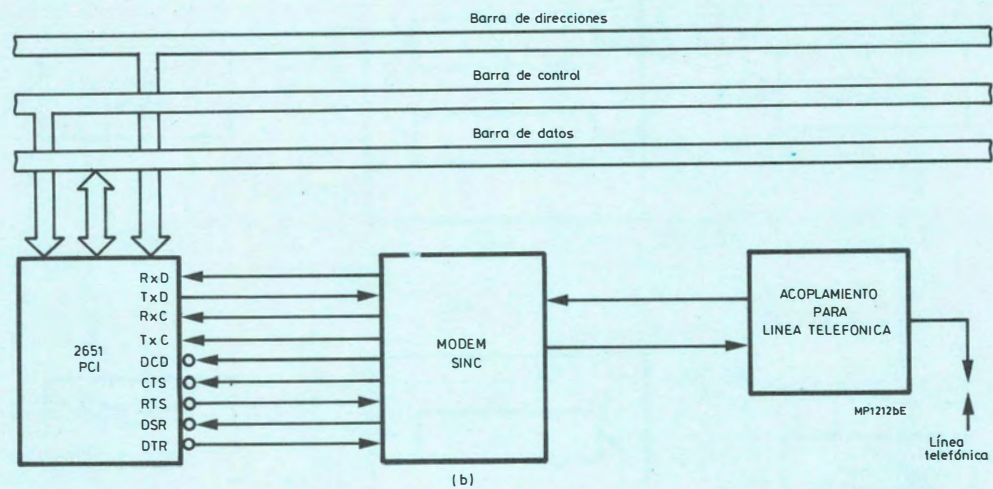 Barra de direcciones
Barra de control
Barra de datos
2651
PCI
RxD
TxD
RxC
TxC
DCD
CTS
RTS
DSR
DTR
MODEM
SINC
ACOPLAMIENTO
PARA
LINEA TELEFONICA
MP1212bE
Línea
telefónica
(b)